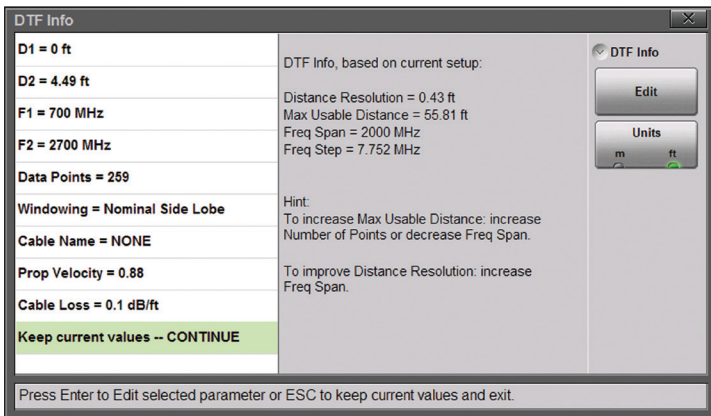 DTF Info
D1 = 0 ft
D2 = 4.49 ft
F1 = 700 MHz
F2 = 2700 MHz
Data Points = 259
Windowing = Nominal Side Lobe
Cable Name = NONE
Prop Velocity = 0.88
Cable Loss = 0.1 dB/ft
Keep current values -- CONTINUE
DTF Info, based on current setup:
Distance Resolution = 0.43 ft
Max Usable Distance = 55.81 ft
Freq Span = 2000 MHz
Freq Step = 7.752 MHz
Hint:
To increase Max Usable Distance: increase
Number of Points or decrease Freq Span.
To improve Distance Resolution: increase
Freq Span.
DTF Info
Edit
Units
m ft
Press Enter to Edit selected parameter or ESC to keep current values and exit.